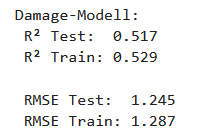 Damage-Modell:
R² Test: 0.517
R² Train: 0.529
RMSE Test: 1.245
RMSE Train: 1.287